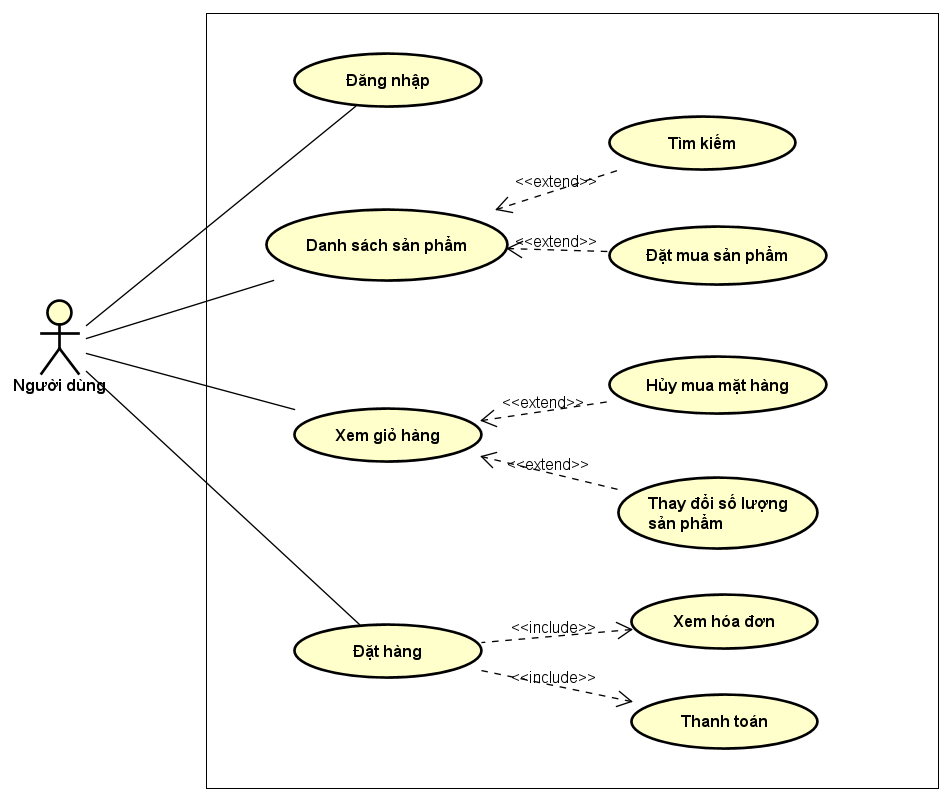 Đăng nhập
Tìm kiếm
<<extend>>
Danh sách sản phẩm
<<extend>>
Đặt mua sản phẩm
Người dùng
Hủy mua mặt hàng
<<extend>>
Xem giỏ hàng
<<extend>>
Thay đổi số lượng
sản phẩm
Xem hóa đơn
<<include>>
Đặt hàng
<<include>>
Thanh toán